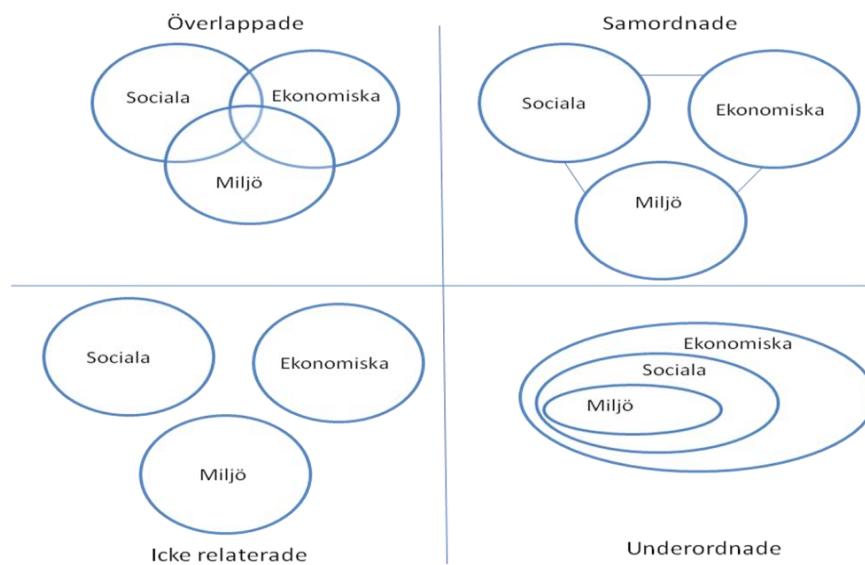 Överlappade
Sociala
Ekonomiska
Miljö
Samordnade
Sociala
Ekonomiska
Miljö
Sociala
Ekonomiska
Miljö
Icke relaterade
Ekonomiska
Sociala
Miljö
Underordnade